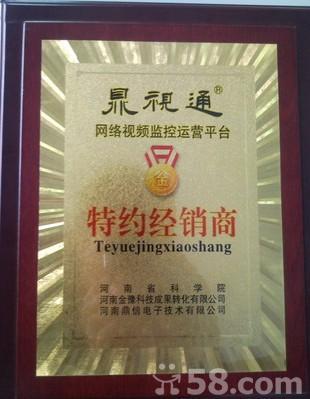 鼎視通®
网络视频监控运营平台
金
特约经销商
Teyuejingxiaoshang
河南省科学院
河南金豫科技成果转化有限公司
河南鼎信电子技术有限公司
58.com